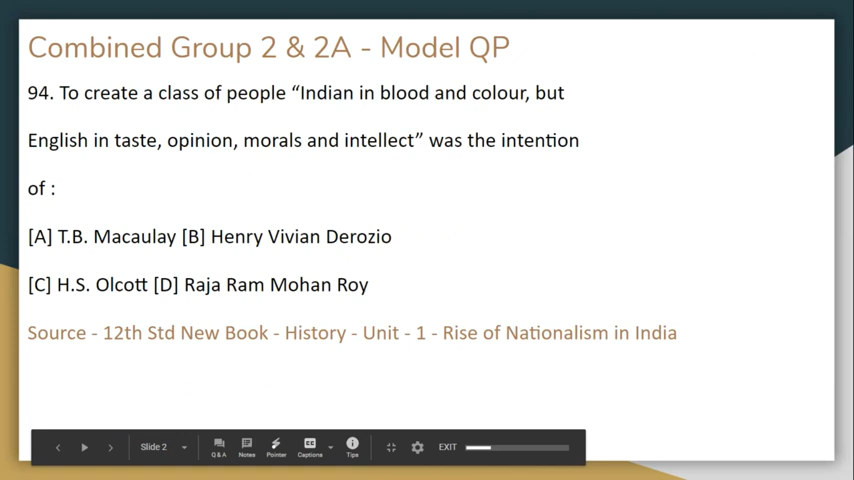 Combined Group 2 & 2A - Model QP
94. To create a class of people “Indian in blood and colour, but
English in taste, opinion, morals and intellect” was the intention
of :
[A] T.B. Macaulay [B] Henry Vivian Derozio
[C] H.S. Olcott [D] Raja Ram Mohan Roy
Source - 12th Std New Book - History - Unit - 1 - Rise of Nationalism in India
Slide 2
CC
EXIT
Q & A Notes Pointer Captions Tips